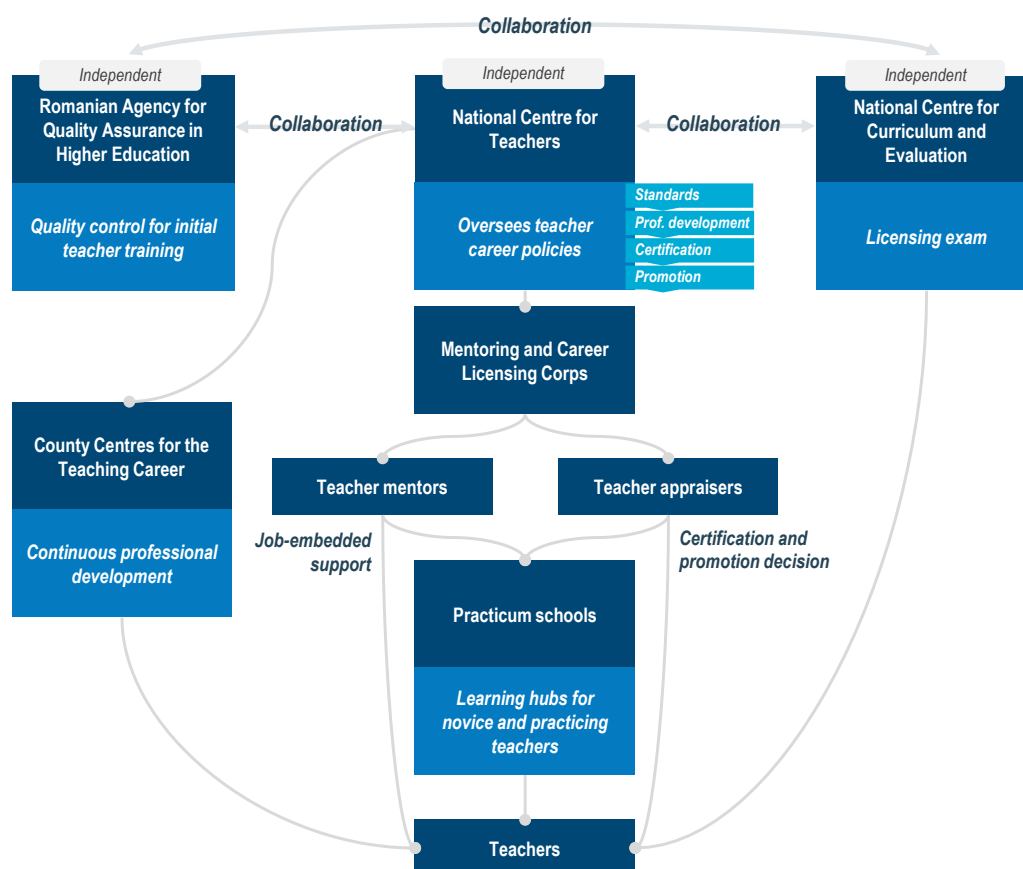 Collaboration
Independent
Romanian Agency for
Quality Assurance in
Higher Education
Quality control for initial
teacher training
Collaboration
Independent
National Centre for
Teachers
Oversees teacher
career policies
Standards
Prof. development
Certification
Promotion
Collaboration
Independent
National Centre for
Curriculum and
Evaluation
Licensing exam
Mentoring and Career
Licensing Corps
County Centres for the
Teaching Career
Continuous professional
development
Teacher mentors
Teacher appraisers
Job-embedded
support
Certification and
promotion decision
Practicum schools
Learning hubs for
novice and practicing
teachers
Teachers